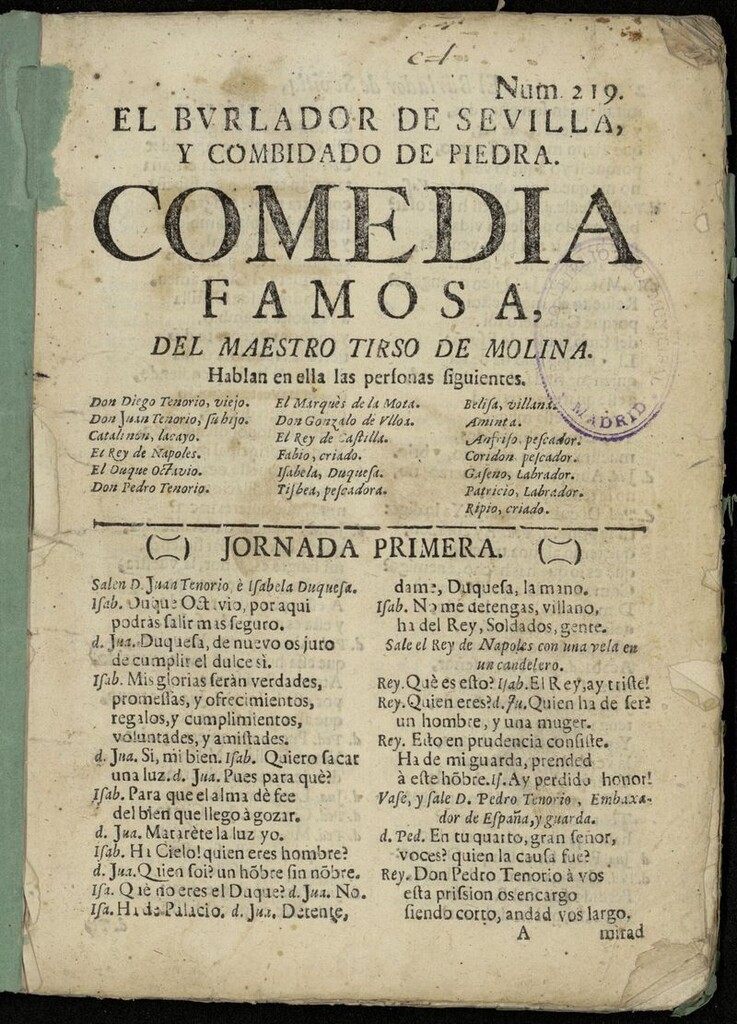 c=1
Num. 219.
EL BVRLADOR DE SEVILLA,
Y COMBIDADO DE PIEDRA.
COMEDIA
FAMOSA,
DEL MAESTRO TIRSO DE MOLINA.
Hablan en ella las perſonas ſiguientes.
Don Diego Tenorio, viejo.
Don Juan Tenorio, ſu hijo.
Catalinon, lacayo.
El Rey de Napoles.
El Duque Octavio.
Don Pedro Tenorio.
El Marquès de la Mota.
Don Gonzalo de Vlloa.
El Rey de Caſtilla.
Fabio, criado.
Iſabela, Duqueſa.
Tiſbea, peſcadora.
Beliſa, villana.
Aminta.
Anfriſo, peſcador.
Coridon peſcador.
Gaſeno, Labrador.
Patricio, Labrador.
Ripio, criado.
MADRID
JORNADA PRIMERA.
Salen D. Juan Tenorio, è Iſabela Duqueſa.
Iſab. Duque Octavio, por aqui
podràs ſalir mas ſeguro.
d. Jua. Duqueſa, de nuevo os juro
de cumplir el dulce sì.
Iſab. Mis glorias ſeràn verdades,
promeſſas, y ofrecimientos,
regalos, y cumplimientos,
voluntades, y amiſtades.
d. Jua. Si, mi bien. Iſab. Quiero ſacar
una luz. d. Jua. Pues para què?
Iſab. Para que el alma dè fee
del bien que llego à gozar.
d. Jua. Matarète la luz yo.
Iſab. Ha Cielo! quien eres hombre?
d. Jua. Quien ſoi? un hõbre ſin nõbre.
Iſa. Què no eres el Duque? d. Jua. No.
Iſa. Ha de Palacio. d. Jua. Detente,
dame, Duqueſa, la mano.
Iſab. No me detengas, villano,
ha del Rey, Soldados, gente.
Sale el Rey de Napoles con una vela en
un candelero.
Rey. Què es eſto? Iſab. El Rey, ay triſte!
Rey. Quien eres? d. Ju. Quien ha de ſer?
un hombre, y una muger.
Rey. Eſto en prudencia conſiſte.
Ha de mi guarda, prended
à eſte hõbre. Iſ. Ay perdido honor!
Vaſe, y ſale D. Pedro Tenorio, Embaxa-
dor de Eſpaña, y guarda.
d. Ped. En tu quarto, gran ſeñor,
voces? quien la cauſa fue?
Rey. Don Pedro Tenorio à vos
eſta priſsion os encargo
ſiendo corto, andad vos largo,
A mirad